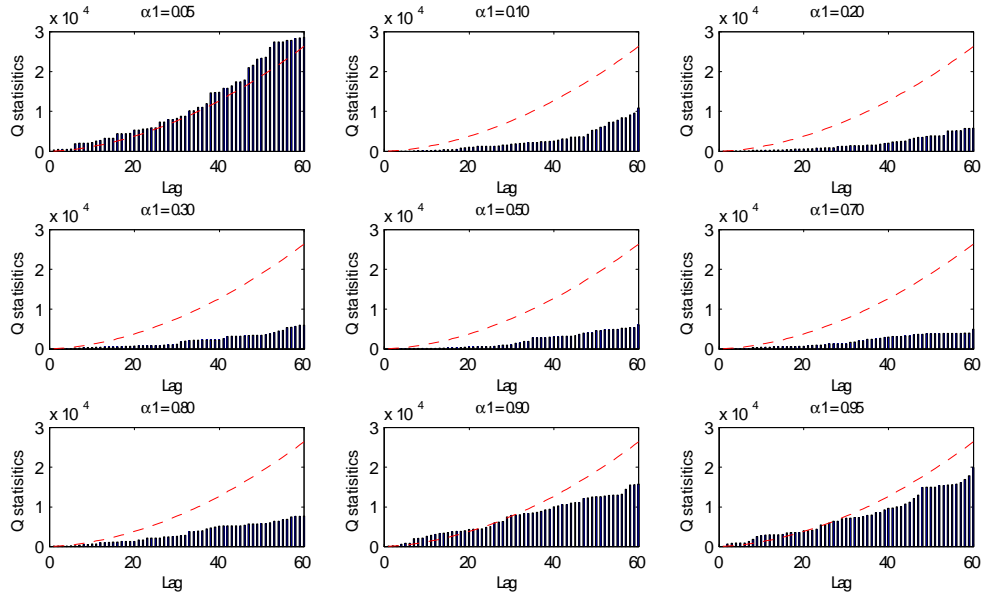 x 10^4 α1=0.05
3
2
1
0
Q statisitics
0 20 40 60
Lag
x 10^4 α1=0.10
3
2
1
0
Q statisitics
0 20 40 60
Lag
x 10^4 α1=0.20
3
2
1
0
Q statisitics
0 20 40 60
Lag
x 10^4 α1=0.30
3
2
1
0
Q statisitics
0 20 40 60
Lag
x 10^4 α1=0.50
3
2
1
0
Q statisitics
0 20 40 60
Lag
x 10^4 α1=0.70
3
2
1
0
Q statisitics
0 20 40 60
Lag
x 10^4 α1=0.80
3
2
1
0
Q statisitics
0 20 40 60
Lag
x 10^4 α1=0.90
3
2
1
0
Q statisitics
0 20 40 60
Lag
x 10^4 α1=0.95
3
2
1
0
Q statisitics
0 20 40 60
Lag